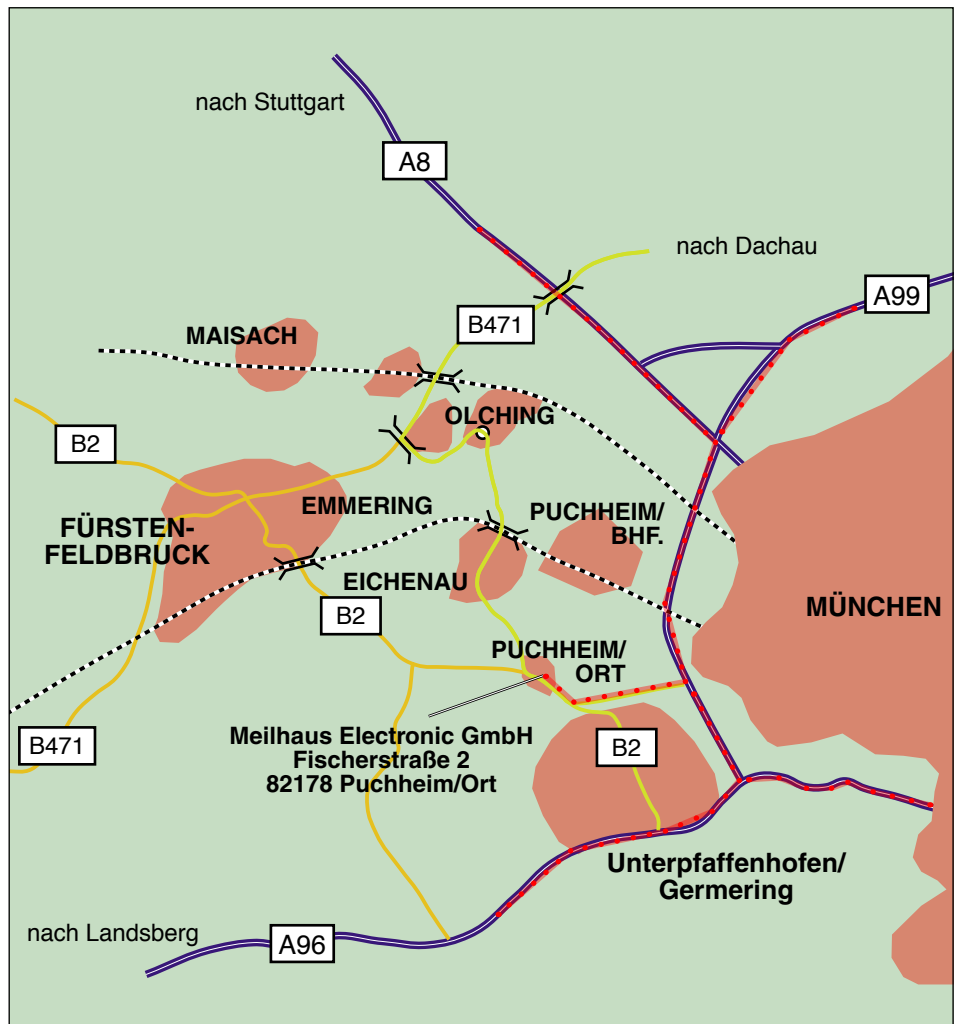 nach Stuttgart
A8
nach Dachau
A99
B471
MAISACH
OLCHING
B2
EMMERING
FÜRSTEN-
FELDBRUCK
PUCHHEIM/
BHF.
EICHENAU
MÜNCHEN
B2
PUCHHEIM/
ORT
Meilhaus Electronic GmbH
Fischerstraße 2
82178 Puchheim/Ort
B471
B2
Unterpfaffenhofen/
Germering
nach Landsberg
A96